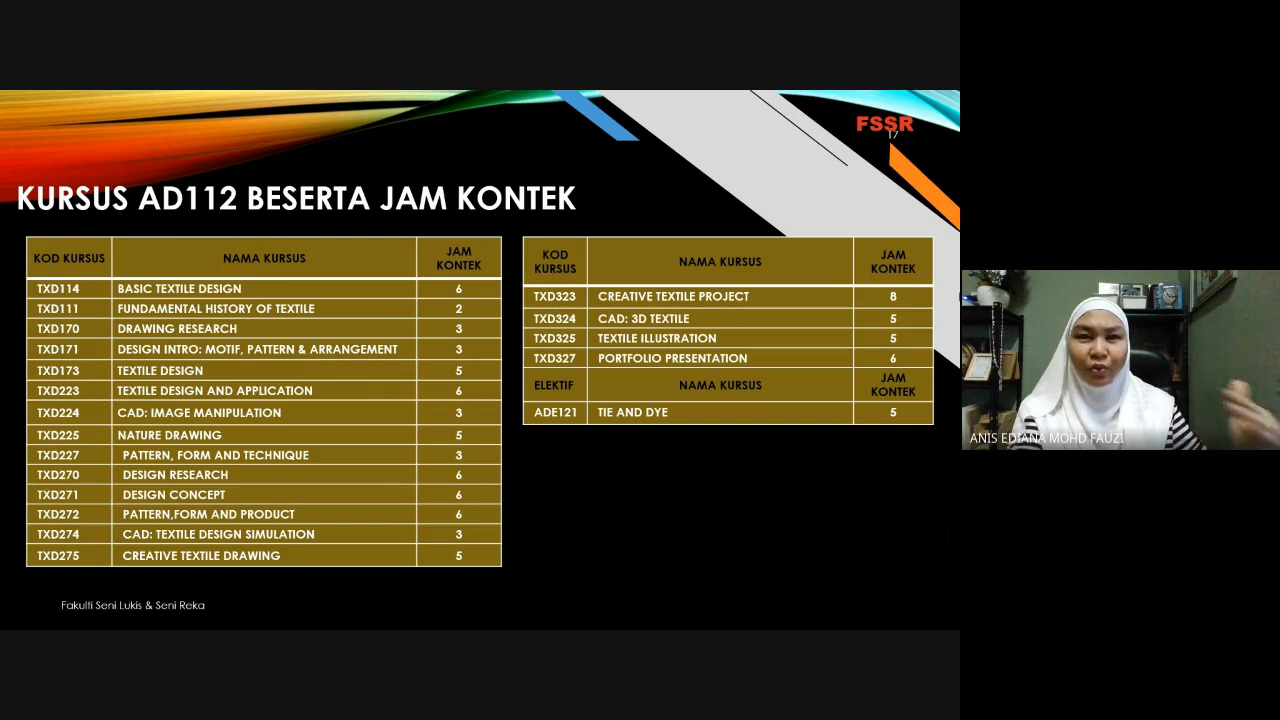 FSSR
17
KURSUS AD112 BESERTA JAM KONTEK
KOD KURSUS NAMA KURSUS JAM KONTEK
TXD114 BASIC TEXTILE DESIGN 6
TXD111 FUNDAMENTAL HISTORY OF TEXTILE 2
TXD170 DRAWING RESEARCH 3
TXD171 DESIGN INTRO: MOTIF, PATTERN & ARRANGEMENT 3
TXD173 TEXTILE DESIGN 5
TXD223 TEXTILE DESIGN AND APPLICATION 6
TXD224 CAD: IMAGE MANIPULATION 3
TXD225 NATURE DRAWING 5
TXD227 PATTERN, FORM AND TECHNIQUE 3
TXD270 DESIGN RESEARCH 6
TXD271 DESIGN CONCEPT 6
TXD272 PATTERN,FORM AND PRODUCT 6
TXD274 CAD: TEXTILE DESIGN SIMULATION 3
TXD275 CREATIVE TEXTILE DRAWING 5
KOD KURSUS NAMA KURSUS JAM KONTEK
TXD323 CREATIVE TEXTILE PROJECT 8
TXD324 CAD: 3D TEXTILE 5
TXD325 TEXTILE ILLUSTRATION 5
TXD327 PORTFOLIO PRESENTATION 6
ELEKTIF NAMA KURSUS JAM KONTEK
ADE121 TIE AND DYE 5
Fakulti Seni Lukis & Seni Reka
ANIS EDIANA MOHD FAUZI